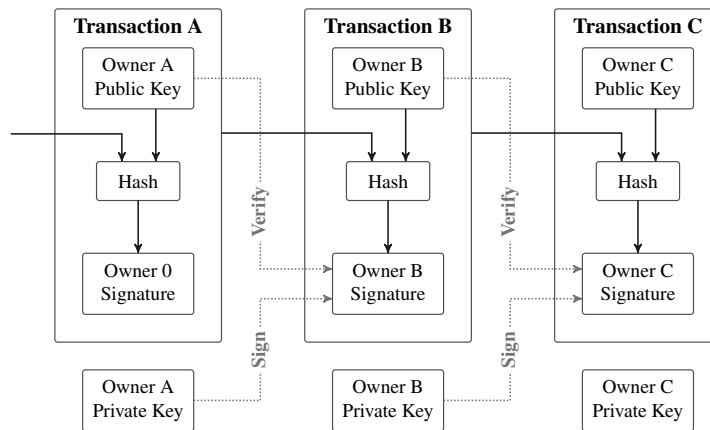 Transaction A
Transaction B
Transaction C
Owner A
Public Key
Owner B
Public Key
Owner C
Public Key
Hash
Hash
Hash
Verify
Verify
Owner 0
Signature
Owner B
Signature
Owner C
Signature
Sign
Sign
Owner A
Private Key
Owner B
Private Key
Owner C
Private Key